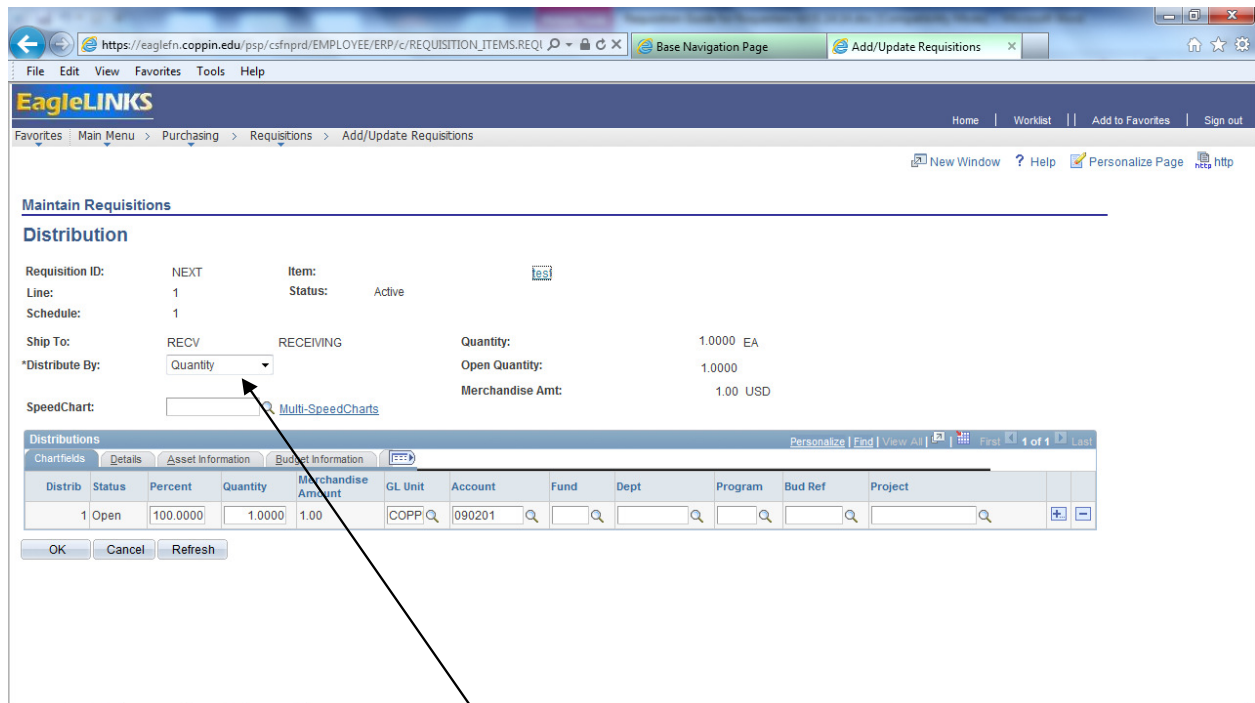 https://eaglefn.coppin.edu/psp/csfnprd/EMPLOYEE/ERP/c/REQUISITION_ITEMS.REQU
Base Navigation Page
Add/Update Requisitions
File Edit View Favorites Tools Help
EagleLINKS
Home | Worklist || Add to Favorites | Sign out
Favorites Main Menu > Purchasing > Requisitions > Add/Update Requisitions
New Window ? Help Personalize Page http
Maintain Requisitions
Distribution
Requisition ID: NEXT Item: test
Line: 1 Status: Active
Schedule: 1
Ship To: RECV RECEIVING Quantity: 1.0000 EA
*Distribute By: Quantity Open Quantity: 1.0000
Merchandise Amt: 1.00 USD
SpeedChart: Multi-SpeedCharts
Distributions Personalize | Find | View All | | First 1 of 1 Last
Chartfields Details Asset Information Budget Information
Distrib Status Percent Quantity Merchandise Amount GL Unit Account Fund Dept Program Bud Ref Project
1 Open 100.0000 1.0000 1.00 COPP 090201
OK Cancel Refresh